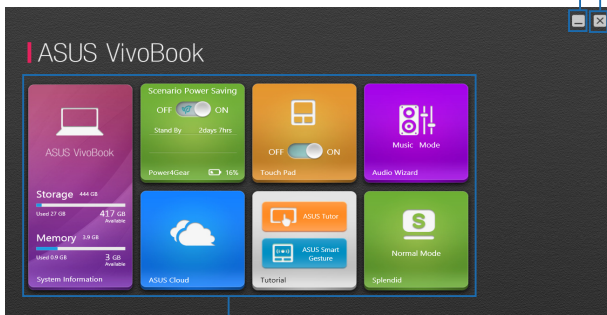 ASUS VivoBook
ASUS VivoBook
Storage 444 GB
Used 27 GB 417 GB
Available
Memory 3.9 GB
Used 0.9 GB 3 GB
Available
System Information
Scenario Power Saving
OFF ON
Stand By 2days 7hrs
Power4Gear 16%
OFF ON
Touch Pad
Music Mode
Audio Wizard
ASUS Cloud
ASUS Tutor
ASUS Smart
Gesture
Tutorial
S
Normal Mode
Splendid